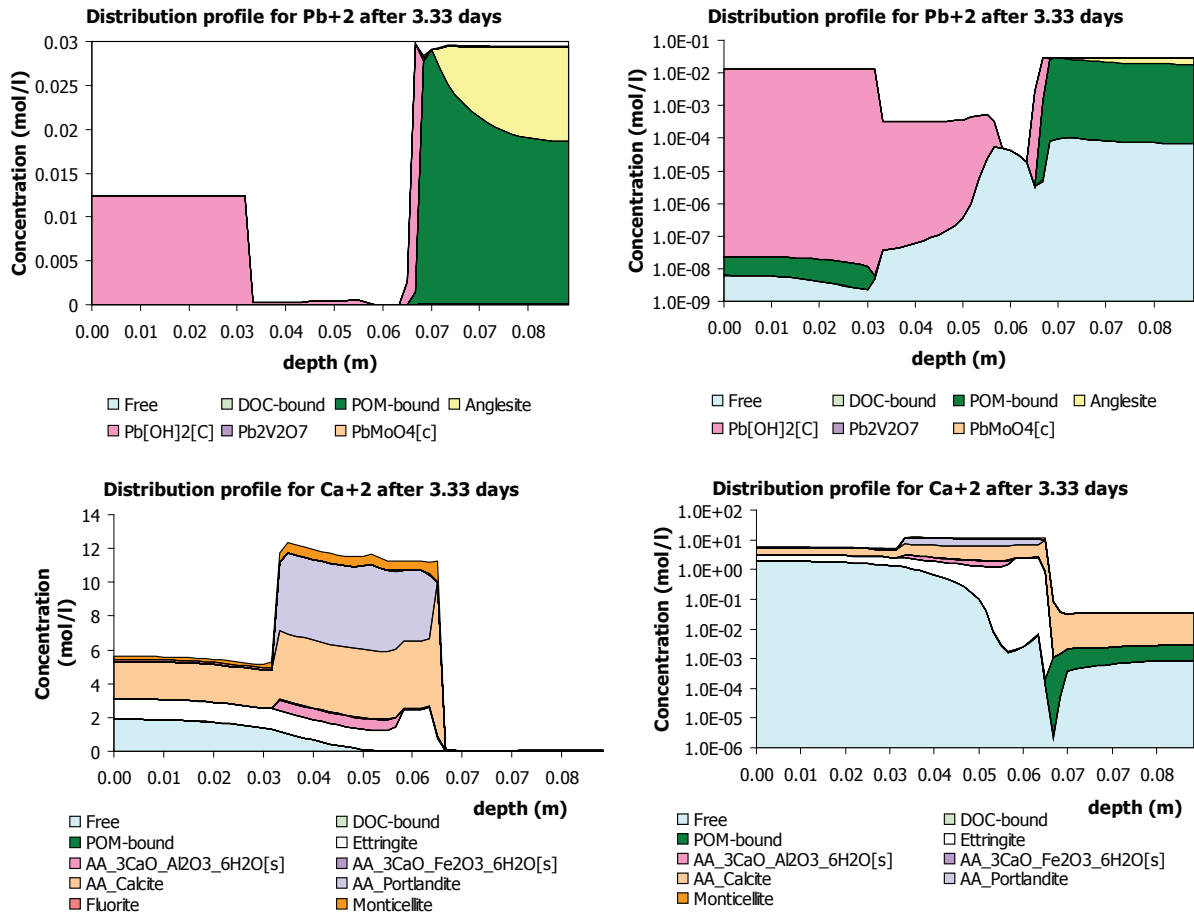 Distribution profile for Pb+2 after 3.33 days
Concentration (mol/l)
0.03
0.025
0.02
0.015
0.01
0.005
0
0.00 0.01 0.02 0.03 0.03 0.04 0.05 0.06 0.07 0.07 0.08
depth (m)
Free DOC-bound POM-bound Anglesite
Pb[OH]2[C] Pb2V2O7 PbMoO4[c]
Distribution profile for Pb+2 after 3.33 days
Concentration (mol/l)
1.0E-01
1.0E-02
1.0E-03
1.0E-04
1.0E-05
1.0E-06
1.0E-07
1.0E-08
1.0E-09
0.00 0.01 0.02 0.03 0.03 0.04 0.05 0.06 0.07 0.07 0.08
depth (m)
Free DOC-bound POM-bound Anglesite
Pb[OH]2[C] Pb2V2O7 PbMoO4[c]
Distribution profile for Ca+2 after 3.33 days
Concentration
(mol/l)
14
12
10
8
6
4
2
0
0.00 0.01 0.02 0.03 0.03 0.04 0.05 0.06 0.07 0.08
depth (m)
Free DOC-bound
POM-bound Ettringite
AA_3CaO_Al2O3_6H2O[s] AA_3CaO_Fe2O3_6H2O[s]
AA_Calcite AA_Portlandite
Fluorite Monticellite
Distribution profile for Ca+2 after 3.33 days
Concentration (mol/l)
1.0E+02
1.0E+01
1.0E+00
1.0E-01
1.0E-02
1.0E-03
1.0E-04
1.0E-05
1.0E-06
0.00 0.01 0.02 0.03 0.03 0.04 0.06 0.07 0.07 0.08
depth (m)
Free DOC-bound
POM-bound Ettringite
AA_3CaO_Al2O3_6H2O[s] AA_3CaO_Fe2O3_6H2O[s]
AA_Calcite AA_Portlandite
Monticellite